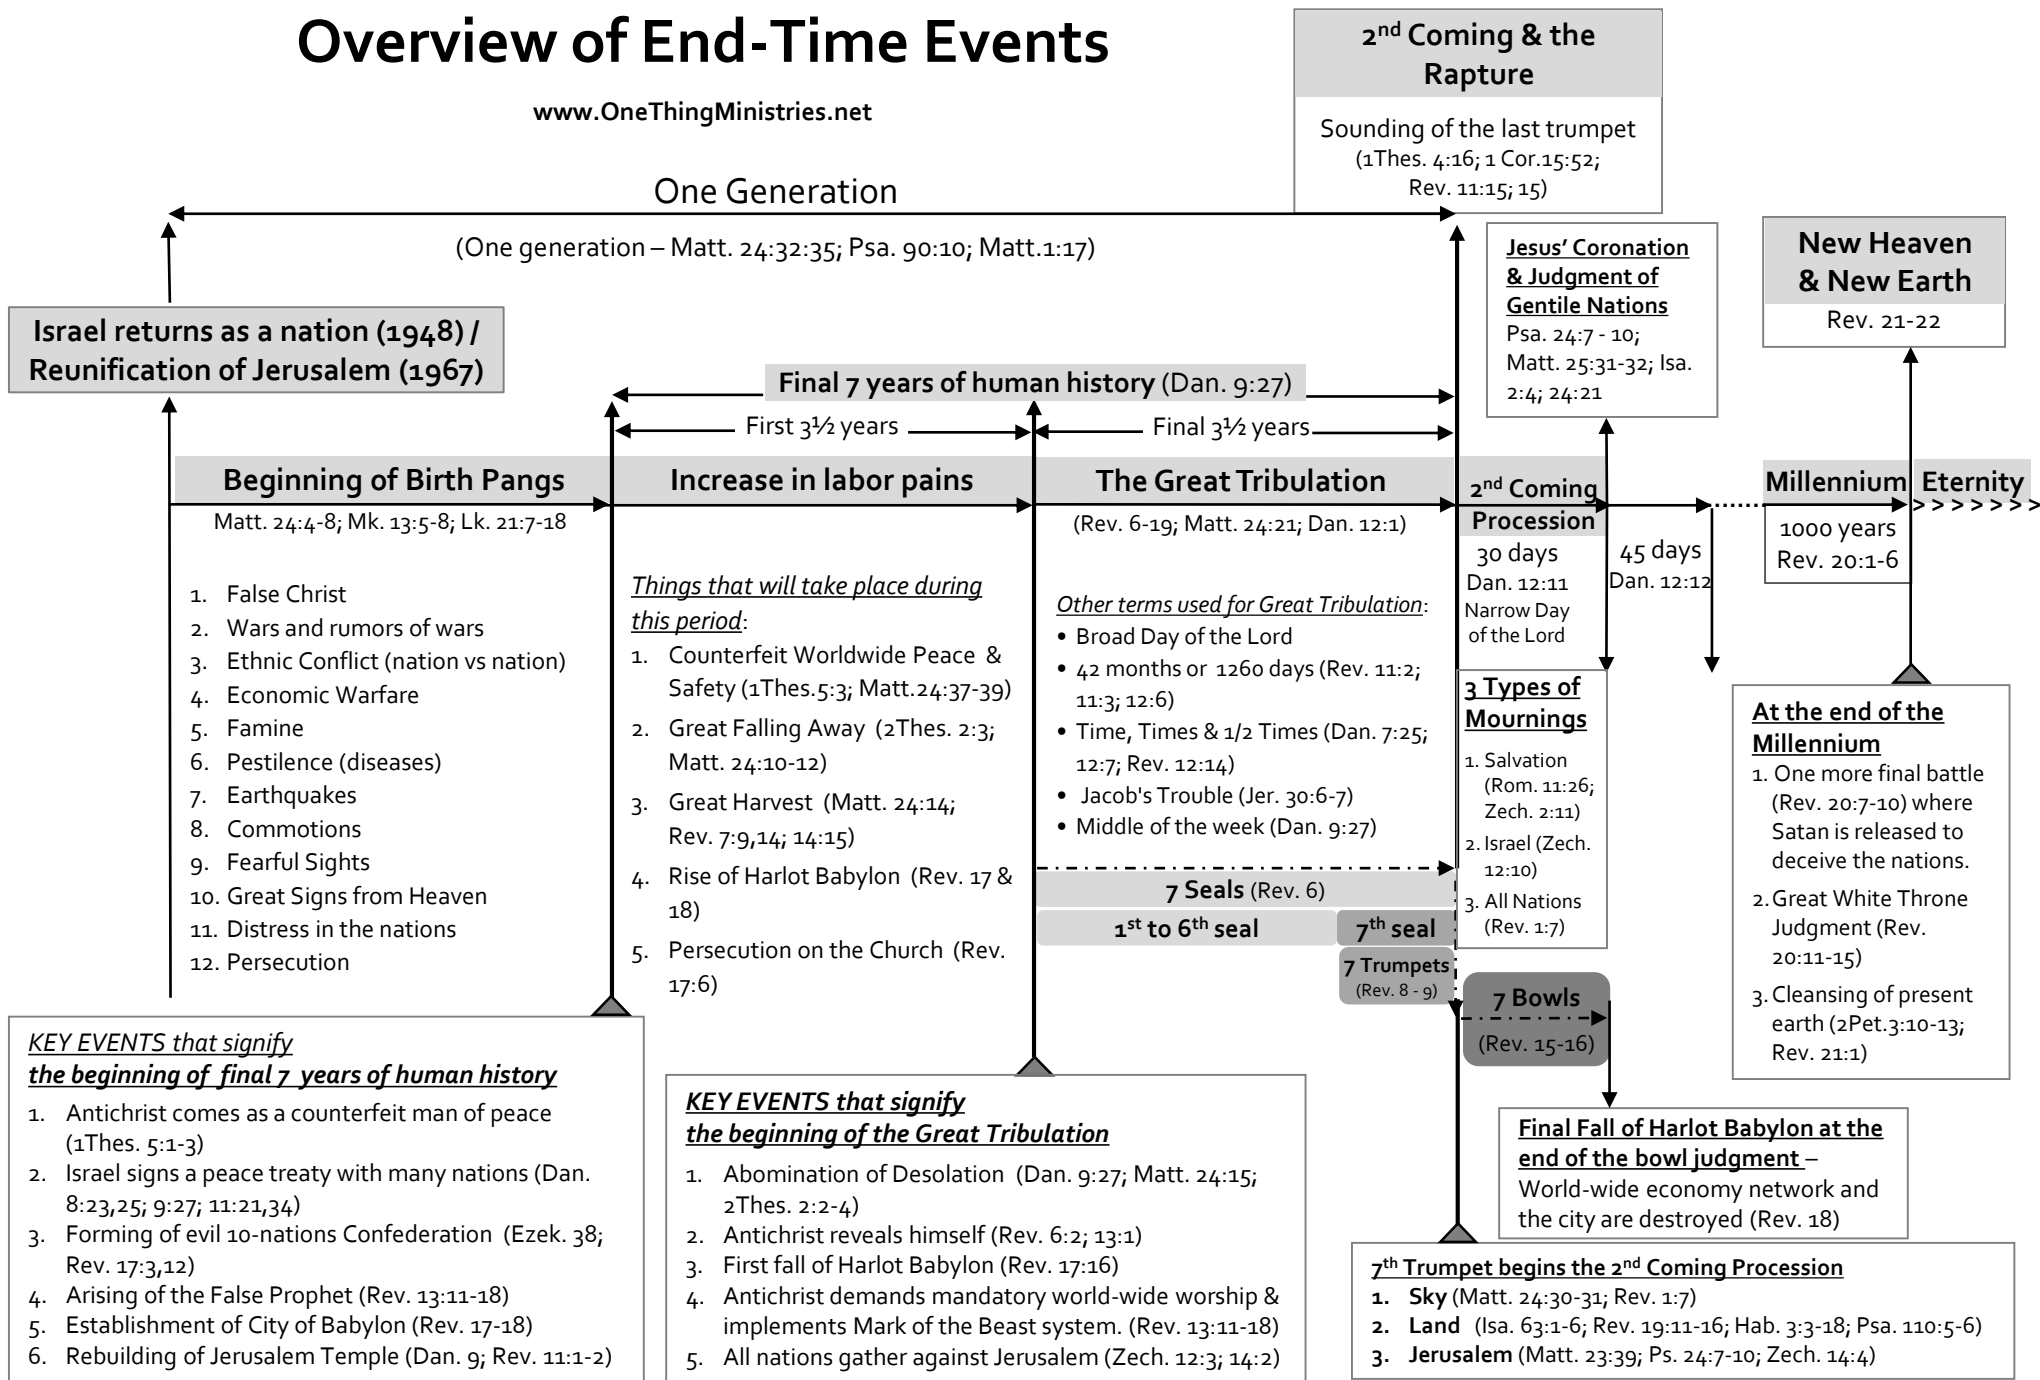 Overview of End-Time Events
www.OneThingMinistries.net
2nd Coming & the
Rapture
Sounding of the last trumpet
(1Thes. 4:16; 1 Cor.15:52;
Rev. 11:15; 15)
One Generation
(One generation – Matt. 24:32:35; Psa. 90:10; Matt.1:17)
Israel returns as a nation (1948) /
Reunification of Jerusalem (1967)
Jesus' Coronation
& Judgment of
Gentile Nations
Psa. 24:7 - 10;
Matt. 25:31-32; Isa.
2:4; 24:21
New Heaven
& New Earth
Rev. 21-22
Final 7 years of human history (Dan. 9:27)
First 3½ years
Final 3½ years
Beginning of Birth Pangs
Matt. 24:4-8; Mk. 13:5-8; Lk. 21:7-18
1. False Christ
2. Wars and rumors of wars
3. Ethnic Conflict (nation vs nation)
4. Economic Warfare
5. Famine
6. Pestilence (diseases)
7. Earthquakes
8. Commotions
9. Fearful Sights
10. Great Signs from Heaven
11. Distress in the nations
12. Persecution
Increase in labor pains
Things that will take place during
this period:
1. Counterfeit Worldwide Peace &
Safety (1Thes.5:3; Matt.24:37-39)
2. Great Falling Away (2Thes. 2:3;
Matt. 24:10-12)
3. Great Harvest (Matt. 24:14;
Rev. 7:9,14; 14:15)
4. Rise of Harlot Babylon (Rev. 17 &
18)
5. Persecution on the Church (Rev.
17:6)
The Great Tribulation
(Rev. 6-19; Matt. 24:21; Dan. 12:1)
Other terms used for Great Tribulation:
• Broad Day of the Lord
• 42 months or 1260 days (Rev. 11:2;
11:3; 12:6)
• Time, Times & 1/2 Times (Dan. 7:25;
12:7; Rev. 12:14)
• Jacob's Trouble (Jer. 30:6-7)
• Middle of the week (Dan. 9:27)
7 Seals (Rev. 6)
1st to 6th seal
7th seal
7 Trumpets
(Rev. 8 - 9)
2nd Coming
Procession
30 days
Dan. 12:11
Narrow Day
of the Lord
45 days
Dan. 12:12
3 Types of
Mournings
1. Salvation
(Rom. 11:26;
Zech. 2:11)
2. Israel (Zech.
12:10)
3. All Nations
(Rev. 1:7)
7 Bowls
(Rev. 15-16)
Millennium
1000 years
Rev. 20:1-6
Eternity
> > > > > > >
At the end of the
Millennium
1. One more final battle
(Rev. 20:7-10) where
Satan is released to
deceive the nations.
2. Great White Throne
Judgment (Rev.
20:11-15)
3. Cleansing of present
earth (2Pet.3:10-13;
Rev. 21:1)
KEY EVENTS that signify
the beginning of final 7 years of human history
1. Antichrist comes as a counterfeit man of peace
(1Thes. 5:1-3)
2. Israel signs a peace treaty with many nations (Dan.
8:23,25; 9:27; 11:21,34)
3. Forming of evil 10-nations Confederation (Ezek. 38;
Rev. 17:3,12)
4. Arising of the False Prophet (Rev. 13:11-18)
5. Establishment of City of Babylon (Rev. 17-18)
6. Rebuilding of Jerusalem Temple (Dan. 9; Rev. 11:1-2)
KEY EVENTS that signify
the beginning of the Great Tribulation
1. Abomination of Desolation (Dan. 9:27; Matt. 24:15;
2Thes. 2:2-4)
2. Antichrist reveals himself (Rev. 6:2; 13:1)
3. First fall of Harlot Babylon (Rev. 17:16)
4. Antichrist demands mandatory world-wide worship &
implements Mark of the Beast system. (Rev. 13:11-18)
5. All nations gather against Jerusalem (Zech. 12:3; 14:2)
Final Fall of Harlot Babylon at the
end of the bowl judgment –
World-wide economy network and
the city are destroyed (Rev. 18)
7th Trumpet begins the 2nd Coming Procession
1. Sky (Matt. 24:30-31; Rev. 1:7)
2. Land (Isa. 63:1-6; Rev. 19:11-16; Hab. 3:3-18; Psa. 110:5-6)
3. Jerusalem (Matt. 23:39; Ps. 24:7-10; Zech. 14:4)